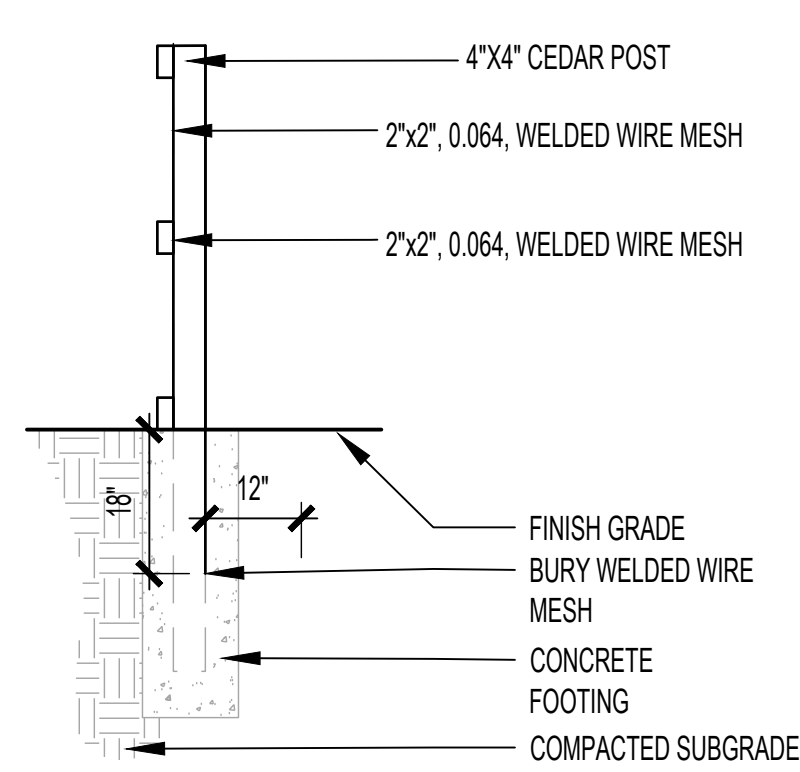 4"X4" CEDAR POST
2"x2", 0.064, WELDED WIRE MESH
2"x2", 0.064, WELDED WIRE MESH
18"
12"
FINISH GRADE
BURY WELDED WIRE
MESH
CONCRETE
FOOTING
COMPACTED SUBGRADE